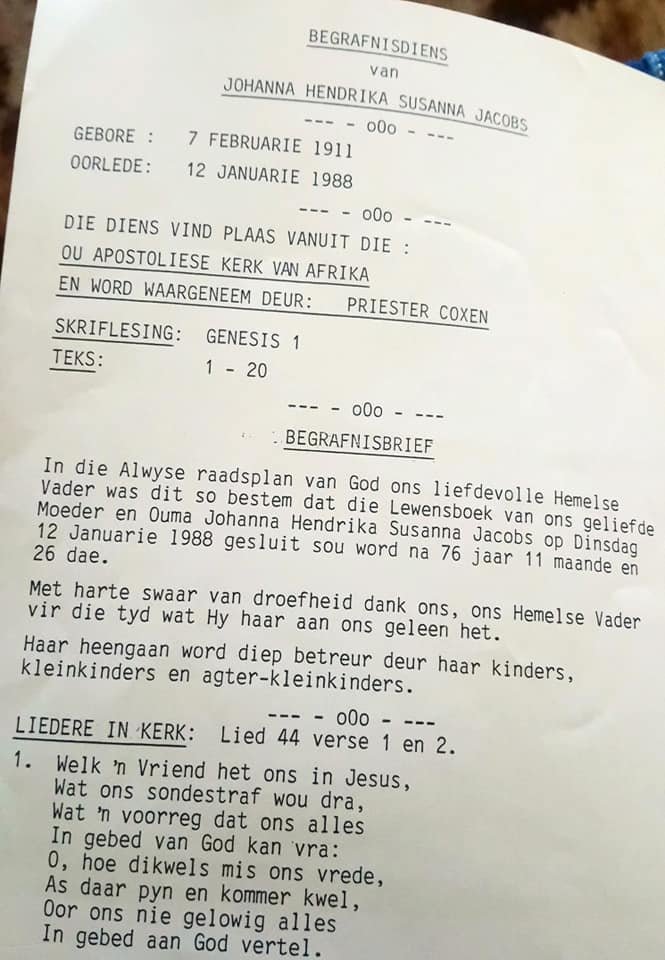 BEGRAFNISDIENS
van
JOHANNA HENDRIKA SUSANNA JACOBS
--- - oOo - ---
GEBORE : 7 FEBRUARIE 1911
OORLEDE: 12 JANUARIE 1988
--- - oOo - ---
DIE DIENS VIND PLAAS VANUIT DIE :
OU APOSTOLIESE KERK VAN AFRIKA
EN WORD WAARGENEEM DEUR: PRIESTER COXEN
SKRIFLESING: GENESIS 1
TEKS: 1 - 20
--- - oOo - ---
BEGRAFNISBRIEF
In die Alwyse raadsplan van God ons liefdevolle Hemelse
Vader was dit so bestem dat die Lewensboek van ons geliefde
Moeder en Ouma Johanna Hendrika Susanna Jacobs op Dinsdag
12 Januarie 1988 gesluit sou word na 76 jaar 11 maande en
26 dae.
Met harte swaar van droefheid dank ons, ons Hemelse Vader
vir die tyd wat Hy haar aan ons geleen het.
Haar heengaan word diep betreur deur haar kinders,
kleinkinders en agter-kleinkinders.
--- - oOo - ---
LIEDERE IN KERK: Lied 44 verse 1 en 2.
1. Welk 'n Vriend het ons in Jesus,
Wat ons sondestraf wou dra,
Wat 'n voorreg dat ons alles
In gebed van God kan vra:
O, hoe dikwels mis ons vrede,
As daar pyn en kommer kwel,
Oor ons nie gelowig alles
In gebed aan God vertel.